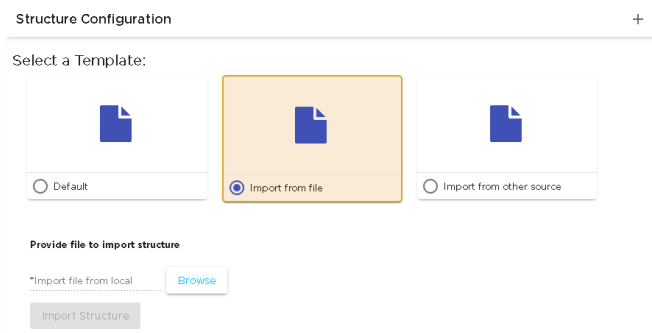 Structure Configuration
Select a Template:
Default
Import from file
Import from other source
Provide file to import structure
*Import file from local
Browse
Import Structure